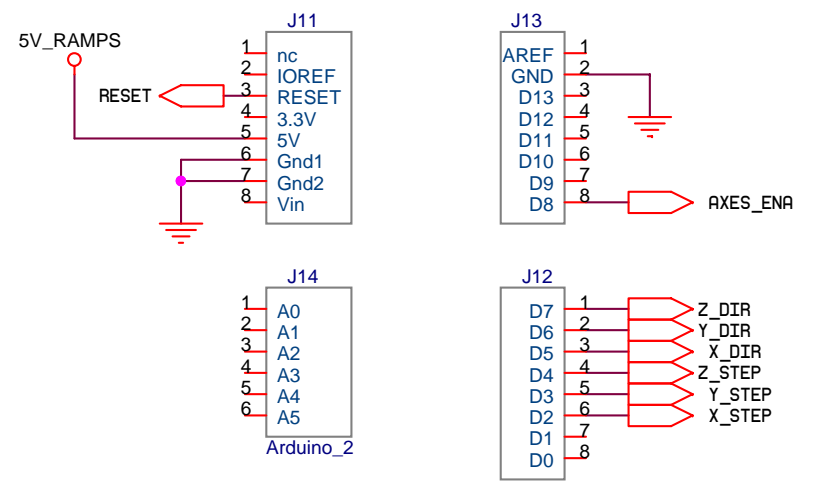 J11
5V_RAMPS
1 nc
2 IOREF
RESET 3 RESET
4 3.3V
5 5V
6 Gnd1
7 Gnd2
8 Vin
J13
AREF 1
GND 2
D13 3
D12 4
D11 5
D10 6
D9 7
D8 8 AXES_ENA
J14
1 A0
2 A1
3 A2
4 A3
5 A4
6 A5
Arduino_2
J12
D7 1 Z_DIR
D6 2 Y_DIR
D5 3 X_DIR
D4 4 Z_STEP
D3 5 Y_STEP
D2 6 X_STEP
D1 7
D0 8